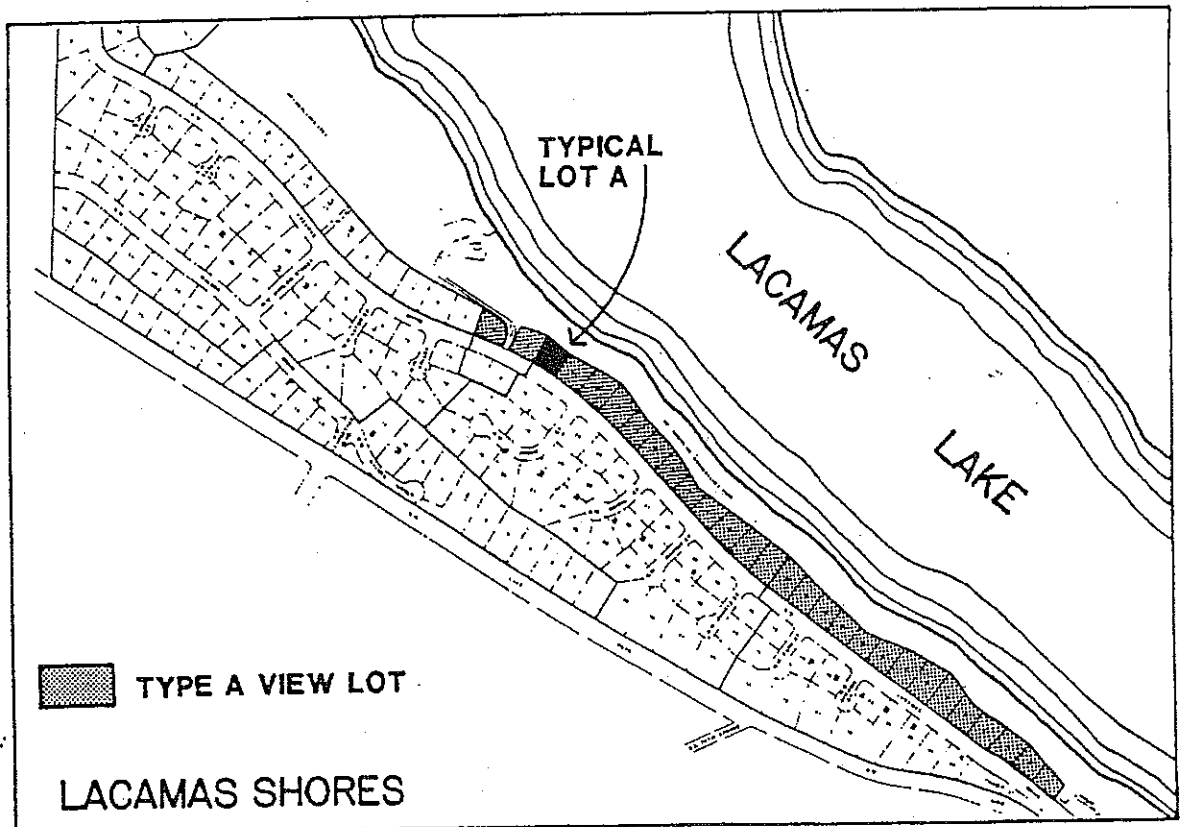 TYPICAL
LOT A
LACAMAS
LAKE
TYPE A VIEW LOT
LACAMAS SHORES